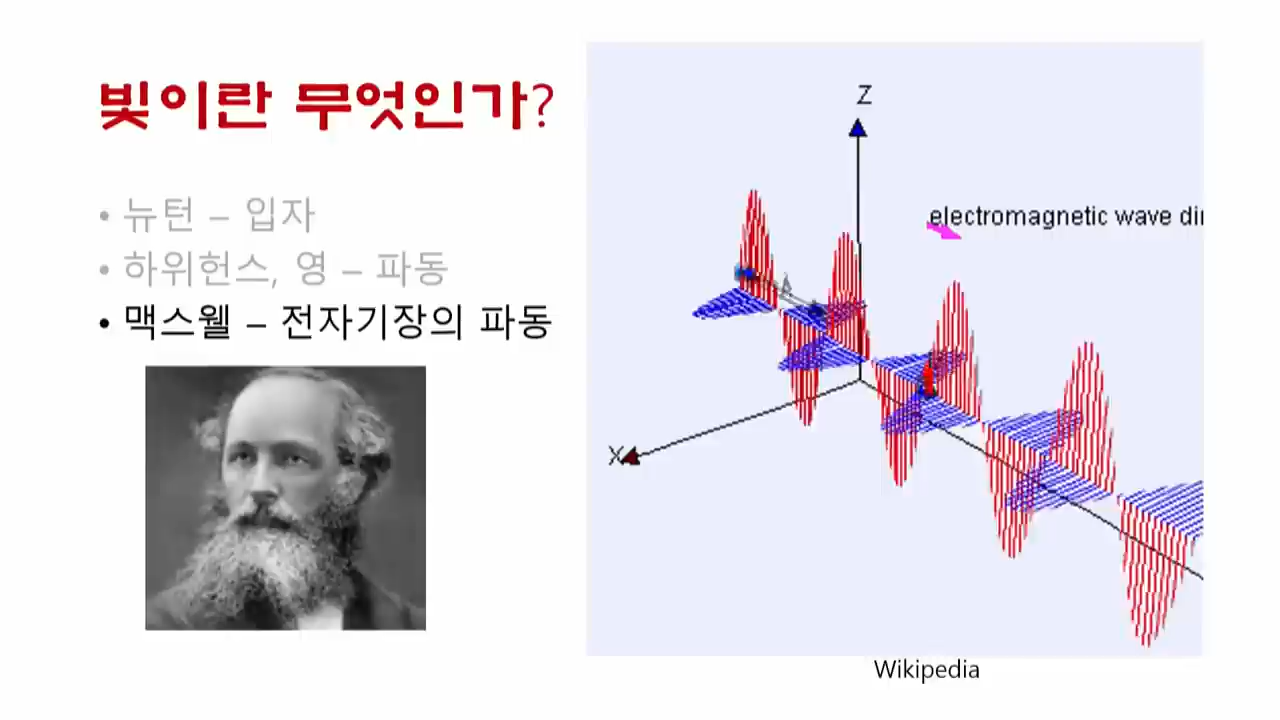 빛이란 무엇인가?
• 뉴턴 – 입자
• 하위헌스, 영 – 파동
• 맥스웰 – 전자기장의 파동
Z
electromagnetic wave dir
X
Wikipedia